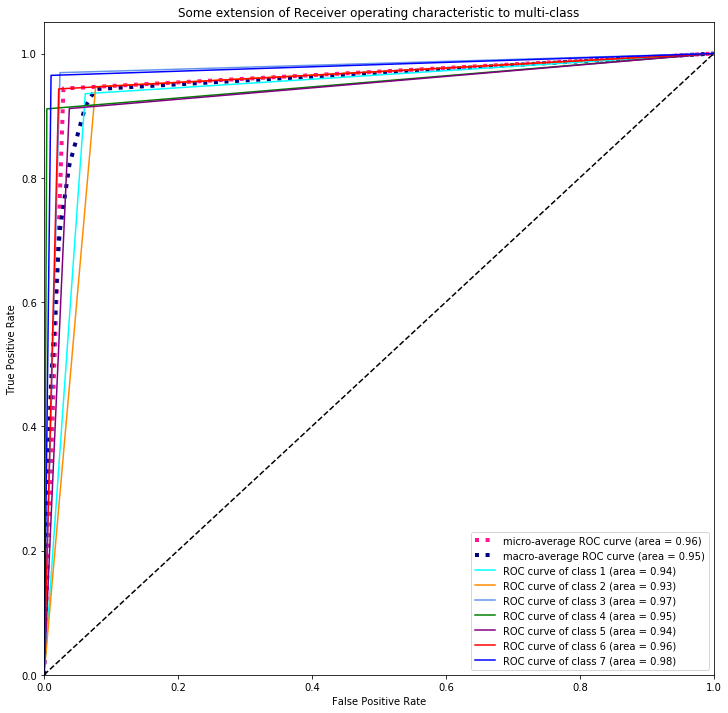 Some extension of Receiver operating characteristic to multi-class
1.0
0.8
0.6
0.4
0.2
0.0
True Positive Rate
micro-average ROC curve (area = 0.96)
macro-average ROC curve (area = 0.95)
ROC curve of class 1 (area = 0.94)
ROC curve of class 2 (area = 0.93)
ROC curve of class 3 (area = 0.97)
ROC curve of class 4 (area = 0.95)
ROC curve of class 5 (area = 0.94)
ROC curve of class 6 (area = 0.96)
ROC curve of class 7 (area = 0.98)
0.0 0.2 0.4 0.6 0.8 1.0
False Positive Rate